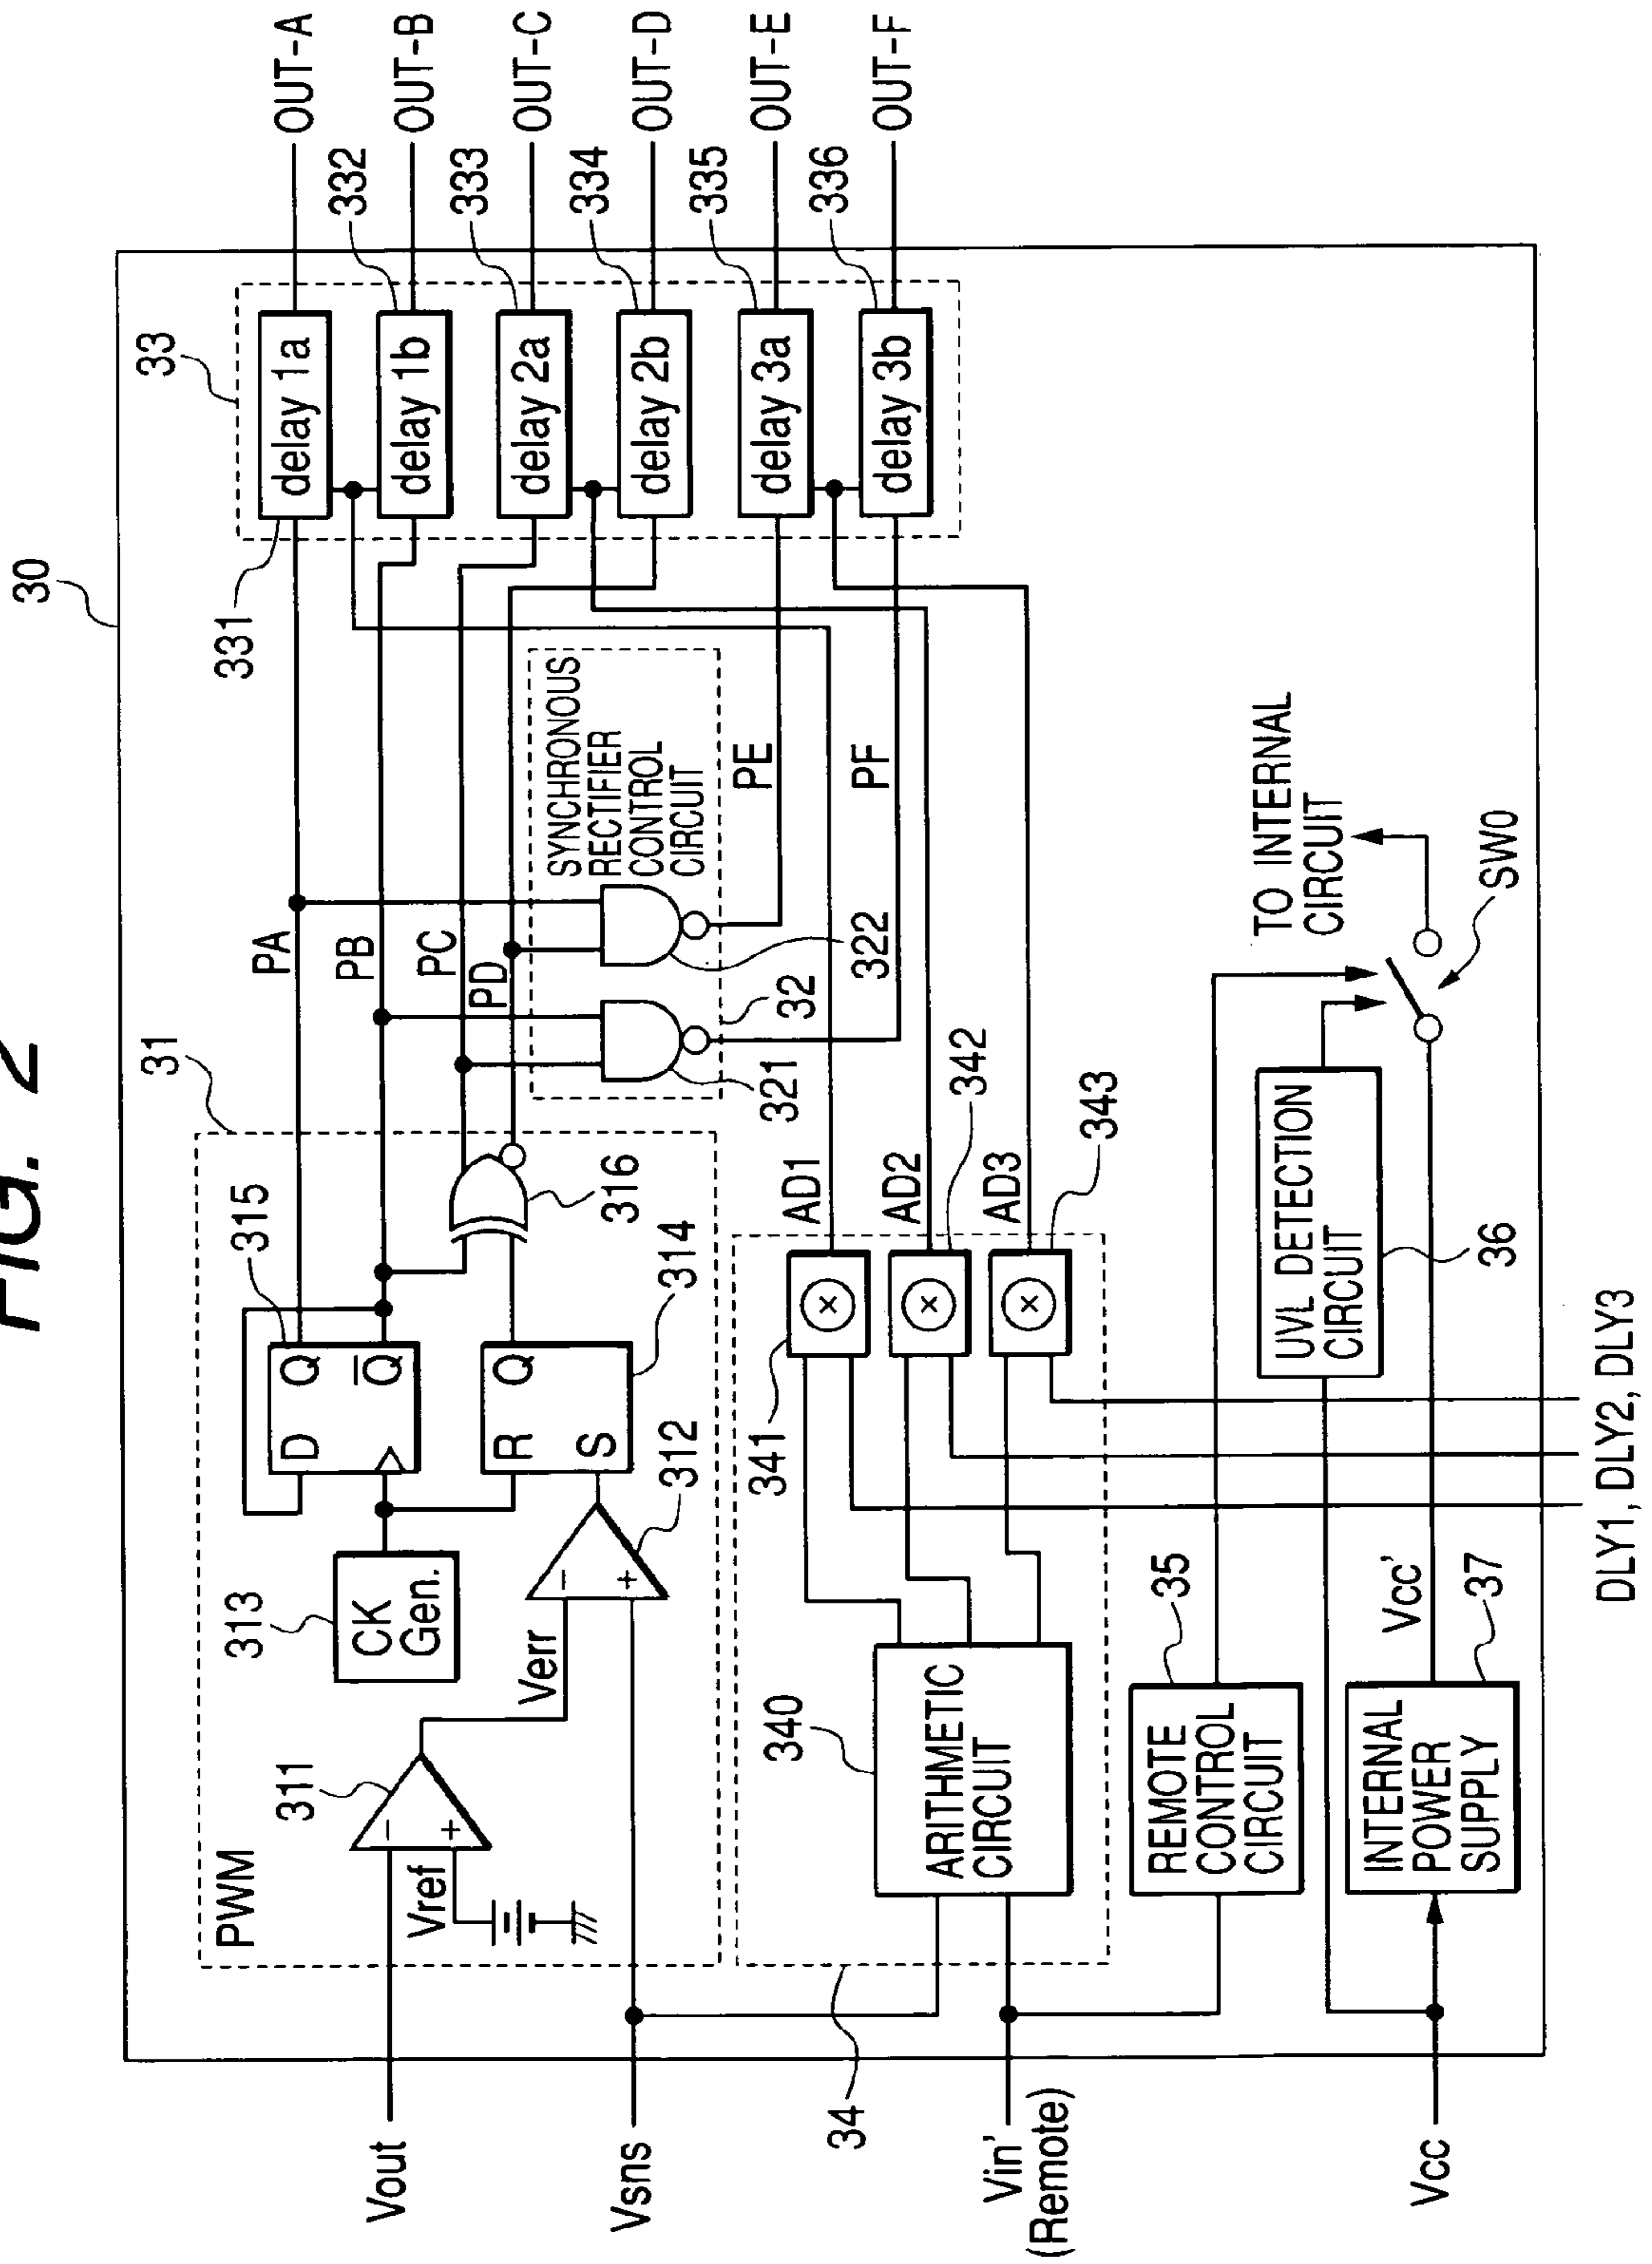 FIG. 2
30
33
31
PWM
Vout
Vsns
Vin'
(Remote)
Vcc
Vref
−
+
311
Verr
−
+
312
313
CK
Gen.
D
Q
Q̅
315
R
Q
S
314
316
PA
PB
PC
PD
SYNCHRONOUS
RECTIFIER
CONTROL
CIRCUIT
321
322
32
PE
PF
331
delay 1a
332
delay 1b
333
delay 2a
334
delay 2b
335
delay 3a
336
delay 3b
OUT-A
OUT-B
OUT-C
OUT-D
OUT-E
OUT-F
34
340
ARITHMETIC
CIRCUIT
341
×
AD1
×
AD2
342
×
AD3
343
35
REMOTE
CONTROL
CIRCUIT
UVL DETECTION
CIRCUIT
36
INTERNAL
POWER
SUPPLY
37
Vcc'
SW0
TO INTERNAL
CIRCUIT
DLY1, DLY2, DLY3